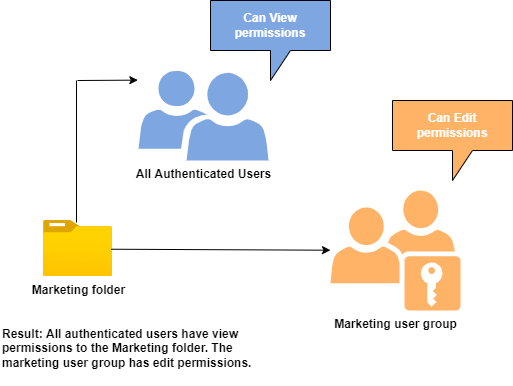 Can View
permissions
Can Edit
permissions
All Authenticated Users
Marketing folder
Marketing user group
Result: All authenticated users have view
permissions to the Marketing folder. The
marketing user group has edit permissions.